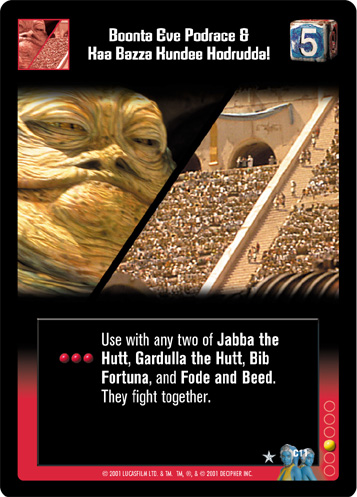 Boonta Eve Podrace &
Kaa Bazza Kundee Hodrudda!
5
Use with any two of Jabba the
Hutt, Gardulla the Hutt, Bib
Fortuna, and Fode and Beed.
They fight together.
C11
© 2001 LUCASFILM LTD. & TM. TM, ®, & © 2001 DECIPHER INC.